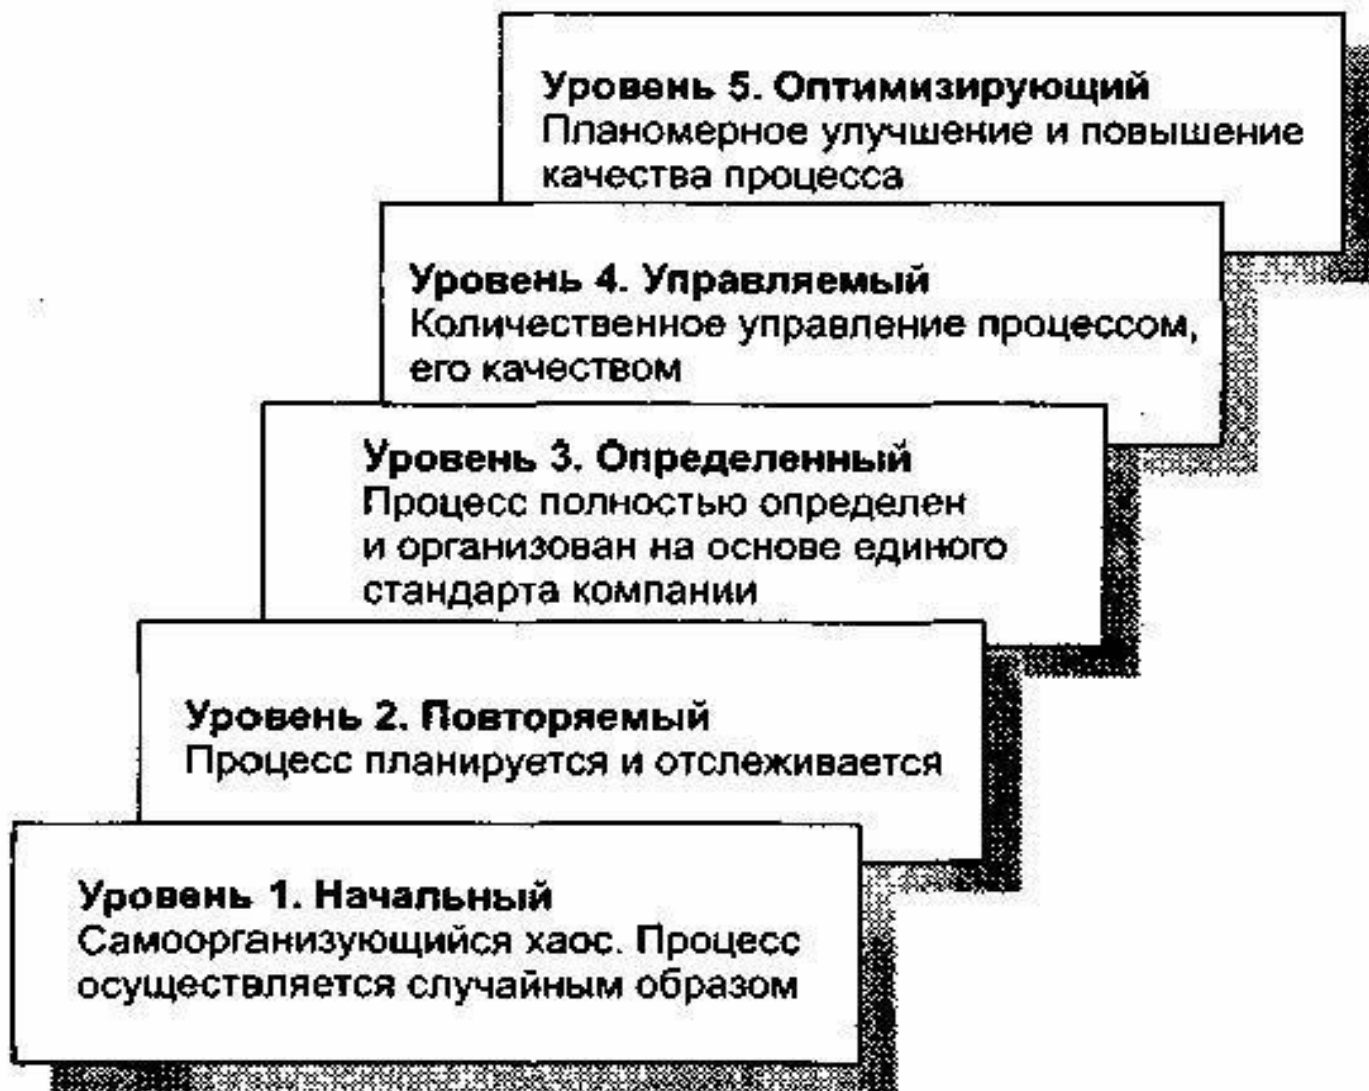 Уровень 5. Оптимизирующий
Планомерное улучшение и повышение
качества процесса
Уровень 4. Управляемый
Количественное управление процессом,
его качеством
Уровень 3. Определенный
Процесс полностью определен
и организован на основе единого
стандарта компании
Уровень 2. Повторяемый
Процесс планируется и отслеживается
Уровень 1. Начальный
Самоорганизующийся хаос. Процесс
осуществляется случайным образом